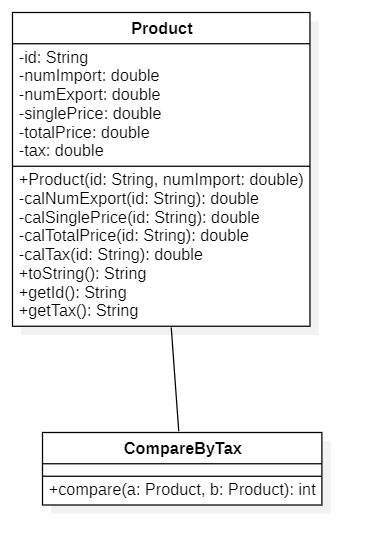 Product
-id: String
-numImport: double
-numExport: double
-singlePrice: double
-totalPrice: double
-tax: double
+Product(id: String, numImport: double)
-calNumExport(id: String): double
-calSinglePrice(id: String): double
-calTotalPrice(id: String): double
-calTax(id: String): double
+toString(): String
+getId(): String
+getTax(): String
CompareByTax
+compare(a: Product, b: Product): int